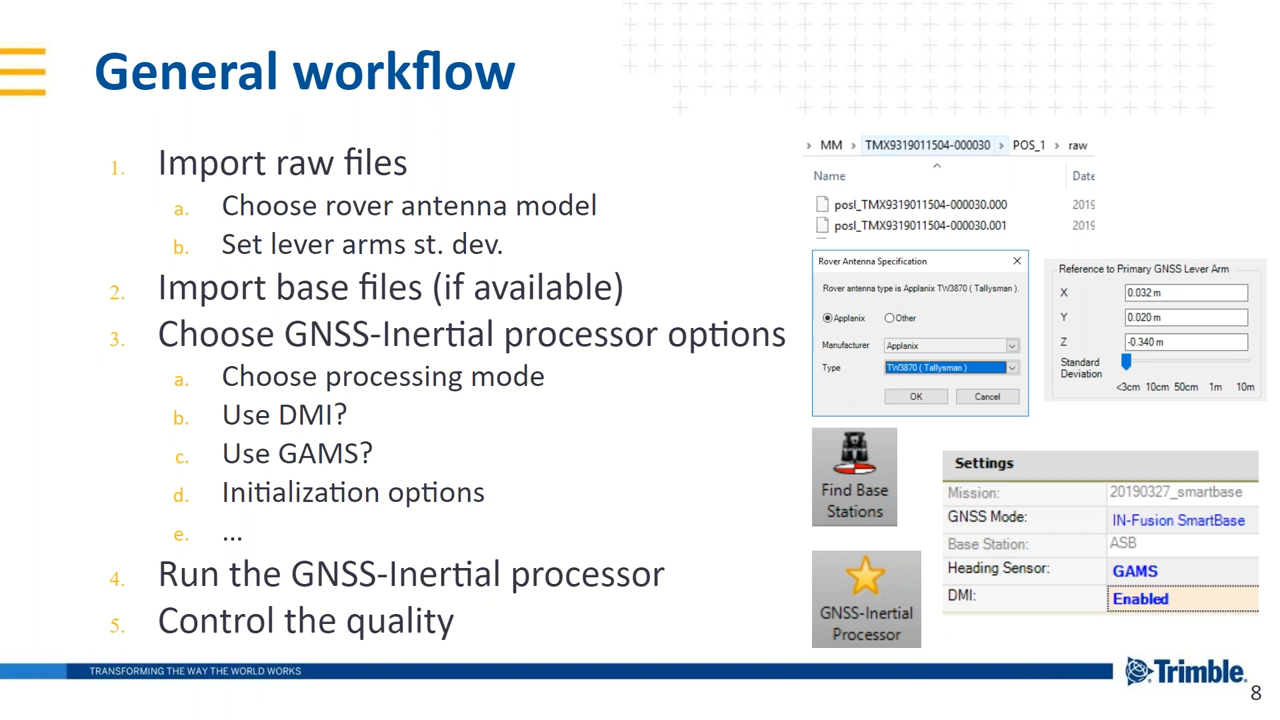 General workflow
1. Import raw files
a. Choose rover antenna model
b. Set lever arms st. dev.
2. Import base files (if available)
3. Choose GNSS-Inertial processor options
a. Choose processing mode
b. Use DMI?
c. Use GAMS?
d. Initialization options
e. ...
4. Run the GNSS-Inertial processor
5. Control the quality
› MM › TMX9319011504-000030 › POS_1 › raw
Name Date
posl_TMX9319011504-000030.000 2019
posl_TMX9319011504-000030.001 2019
Rover Antenna Specification
Rover antenna type is Applanix TW3870 ( Tallysman ).
Applanix Other
Manufacturer Applanix
Type TW3870 ( Tallysman )
OK Cancel
Reference to Primary GNSS Lever Arm
X 0.032 m
Y 0.020 m
Z -0.340 m
Standard
Deviation
<3cm 10cm 50cm 1m 10m
Find Base
Stations
GNSS-Inertial
Processor
Settings
Mission: 20190327_smartbase
GNSS Mode: IN-Fusion SmartBase
Base Station: ASB
Heading Sensor: GAMS
DMI: Enabled
TRANSFORMING THE WAY THE WORLD WORKS
Trimble.
8